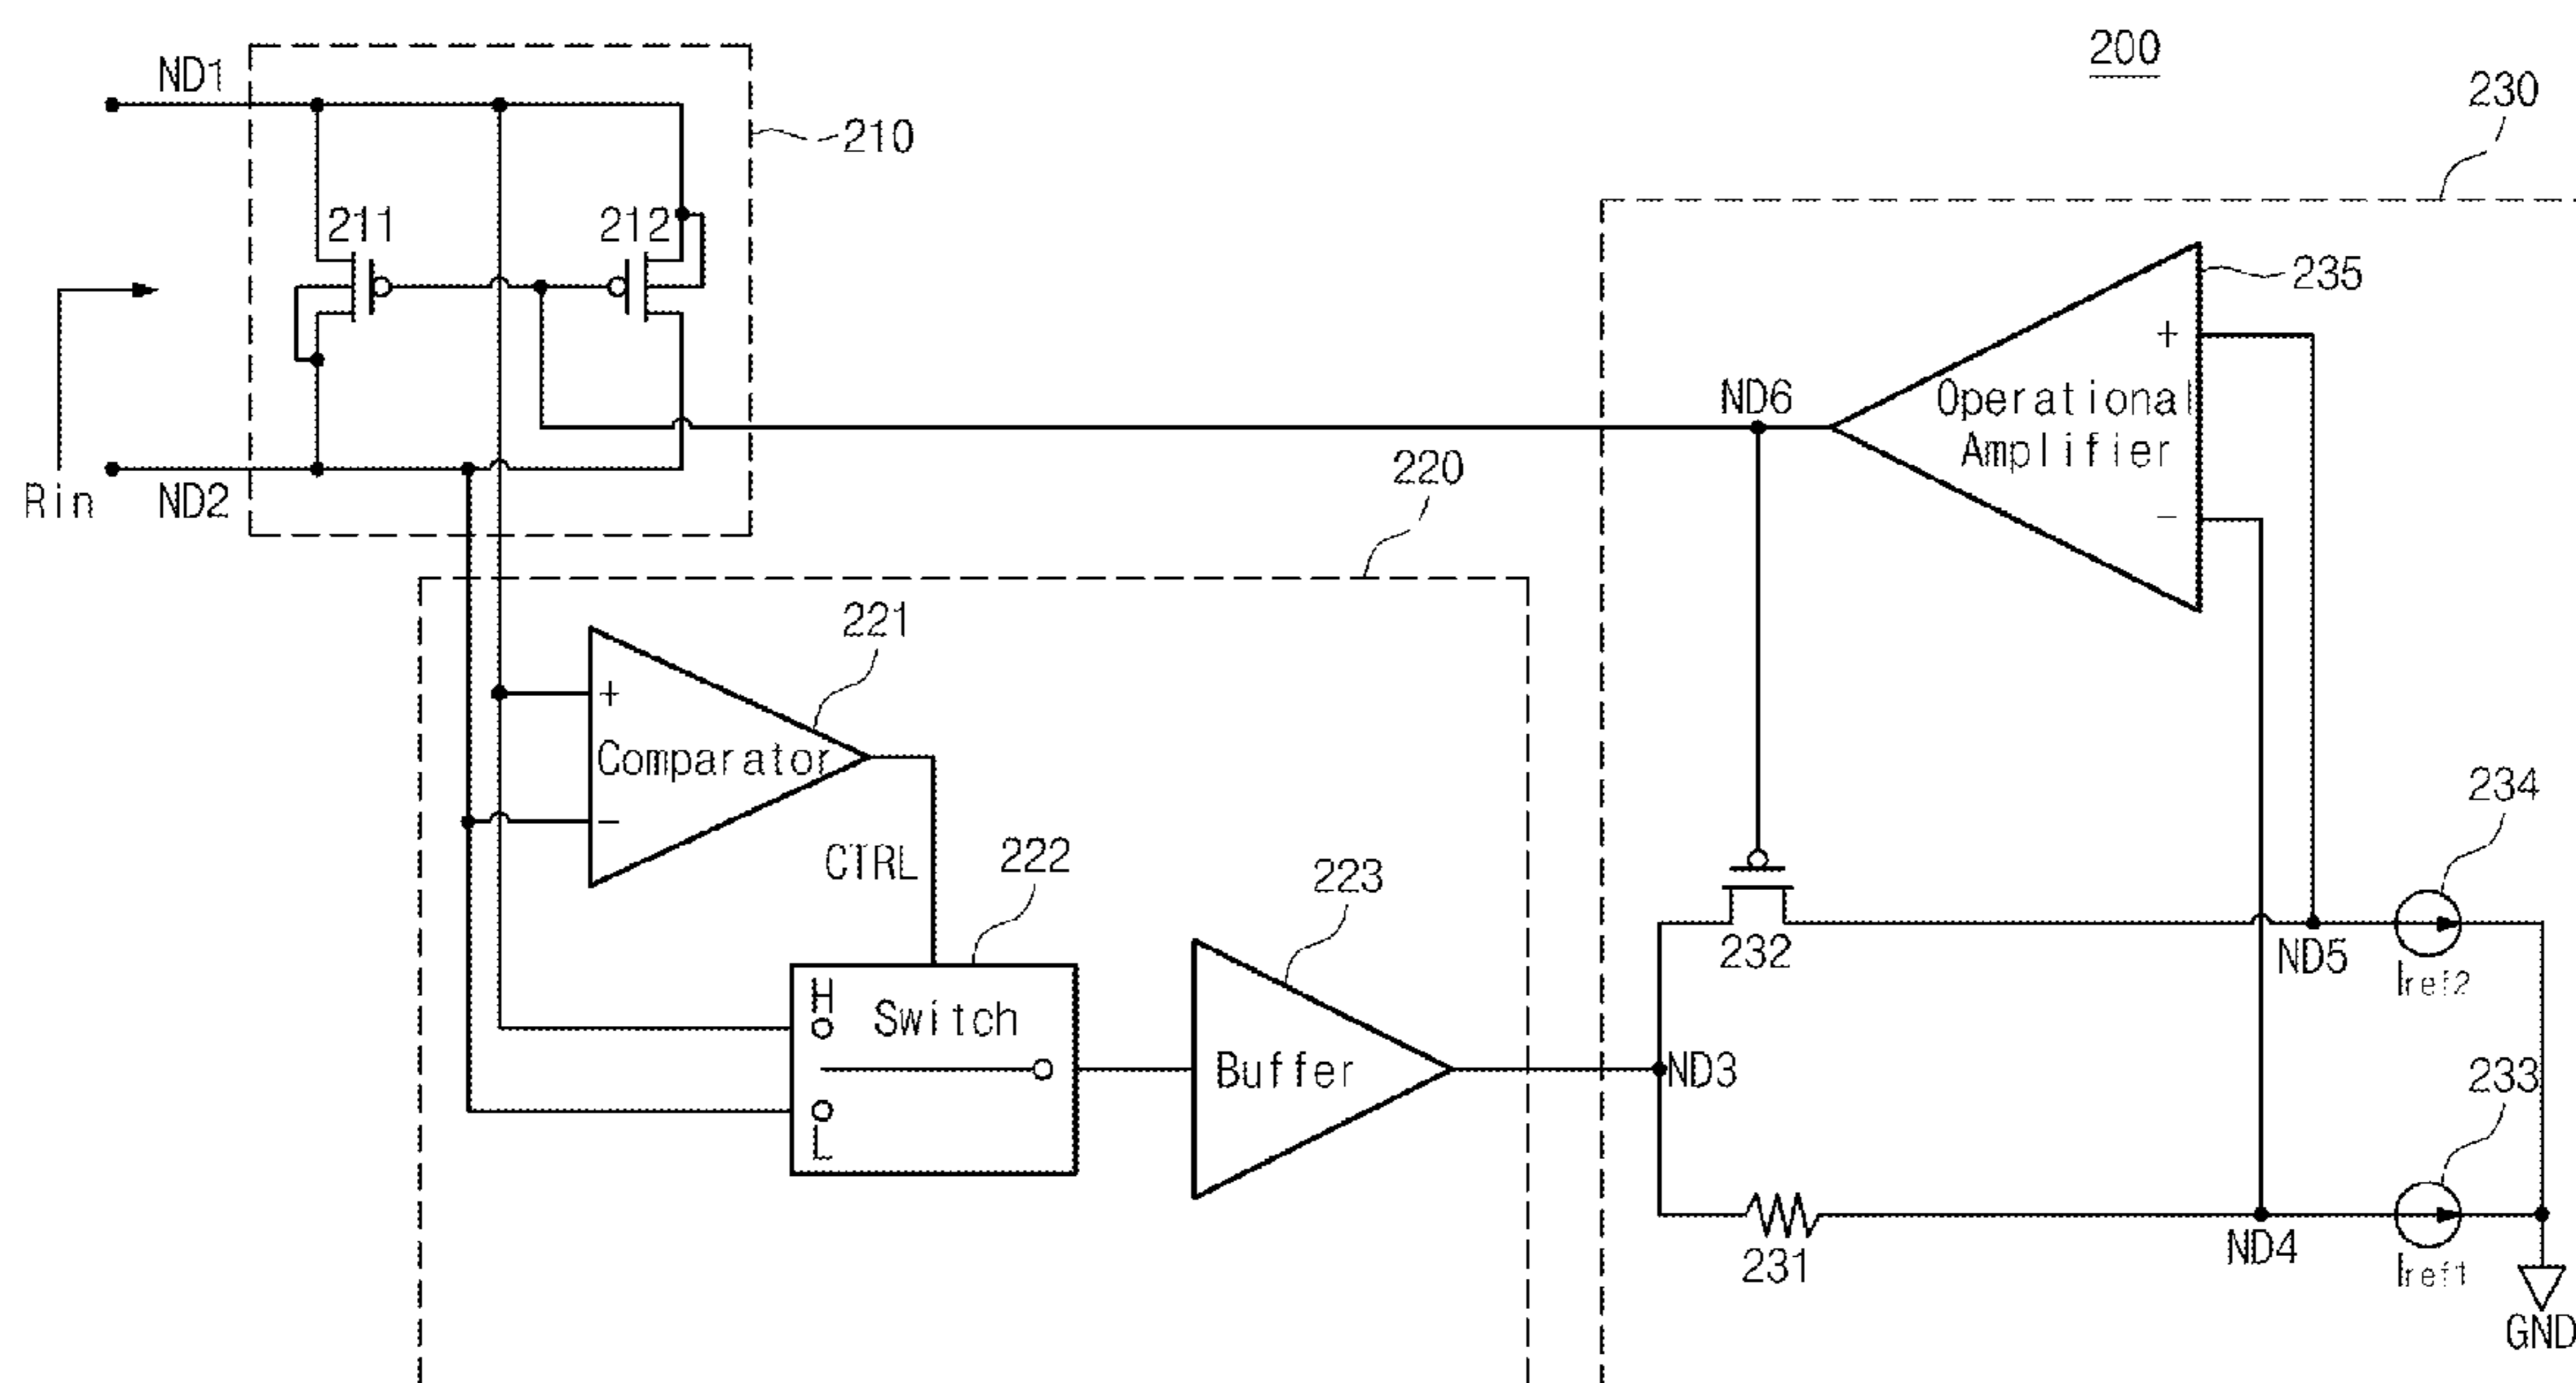 200
ND1
230
210
211
212
235
+
ND6
Operational
Amplifier
220
Rin
ND2
−
221
+
Comparator
234
−
CTRL
222
223
232
ND5
Iref2
H
Switch
Buffer
ND3
233
L
231
ND4
Iref1
GND